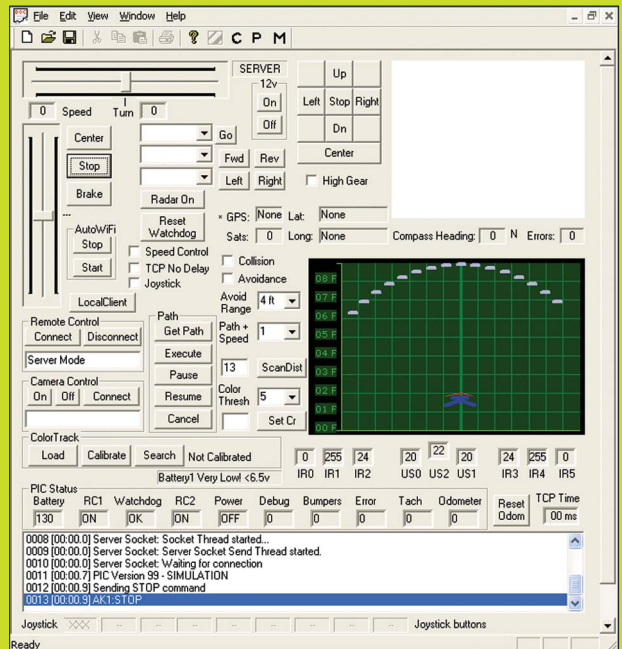 File Edit View Window Help
C P M
SERVER
0 Speed Turn 0
12v
On
Off
Up
Left Stop Right
Dn
Center
Center
Stop
Brake
---
Go
Fwd Rev
Left Right
High Gear
Radar On
Reset Watchdog
AutoWiFi
Stop
Start
Speed Control
TCP No Delay
Joystick
* GPS: None Lat: None
Sats: 0 Long: None
Compass Heading: 0 N Errors: 0
Collision
Avoidance
LocalClient
Remote Control
Connect Disconnect
Server Mode
Camera Control
On Off Connect
Path
Get Path
Execute
Pause
Resume
Cancel
Avoid Range 4 ft
Path + Speed 1
13 ScanDist
Color Thresh 5
Set Cr
08 F
07 F
06 F
05 F
04 F
03 F
02 F
01 F
00 F
ColorTrack
Load Calibrate Search Not Calibrated
Battery1 Very Low! <6.5v
0 255 24 20 22 20 24 255 0
IR0 IR1 IR2 US0 US2 US1 IR3 IR4 IR5
PIC Status
Battery RC1 Watchdog RC2 Power Debug Bumpers Error Tach Odometer
130 ON OK ON OFF 0 0 0 0 0
Reset Odom
TCP Time
00 ms
0008 [00:00.0] Server Socket: Socket Thread started...
0009 [00:00.0] Server Socket: Server Socket Send Thread started.
0010 [00:00.0] Server Socket: Waiting for connection
0011 [00:00.7] PIC Version 99 - SIMULATION
0012 [00:00.9] Sending STOP command
0013 [00:00.9] AK1:STOP
Joystick XXX -- -- -- -- -- -- -- -- Joystick buttons
Ready